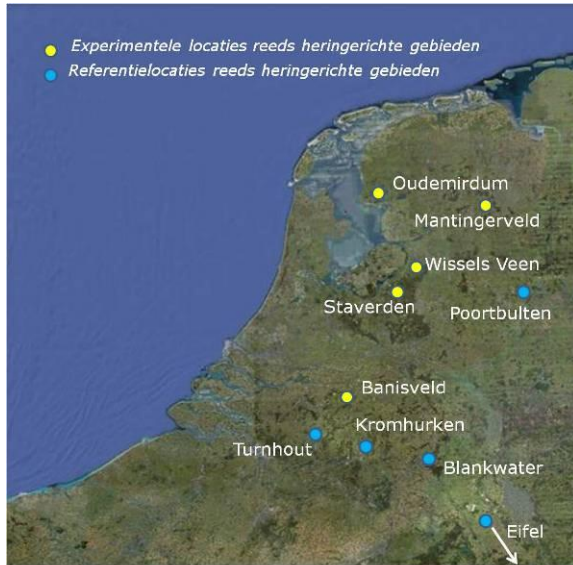 Experimentele locaties reeds heringerichte gebieden
Referentielocaties reeds heringerichte gebieden
Oudemirdum
Mantingerveld
Wissels Veen
Staverden
Poortbulten
Banisveld
Kromhurken
Turnhout
Blankwater
Eifel